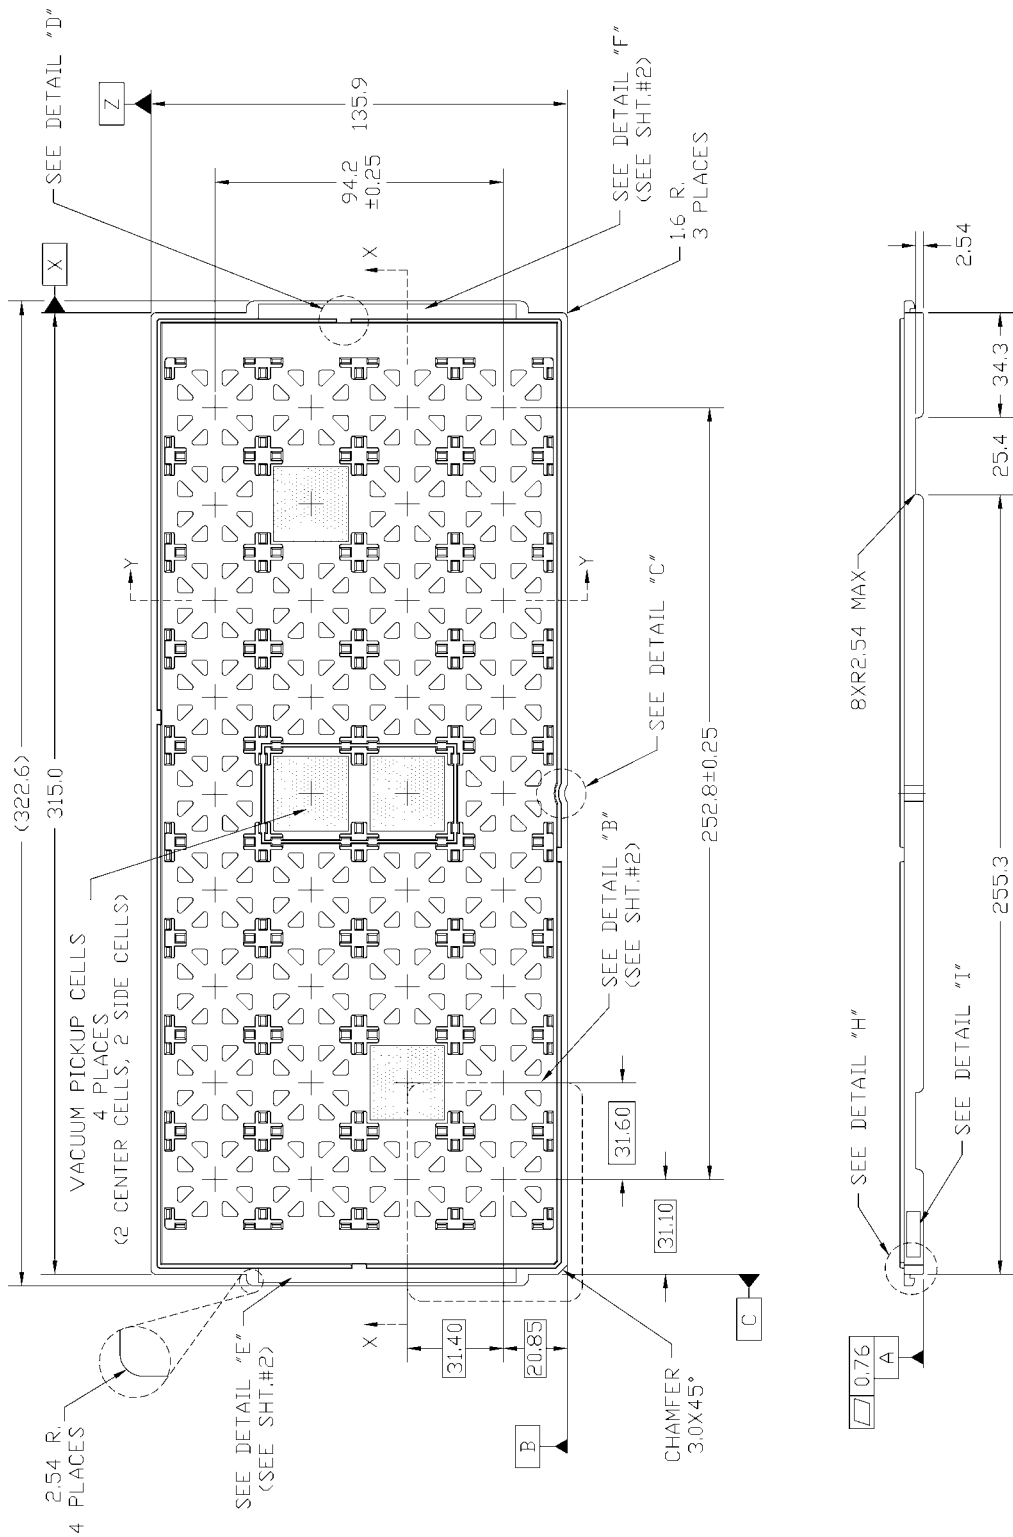 SEE DETAIL "D"
Z
135.9
94.2
±0.25
SEE DETAIL "F"
(SEE SHT.#2)
1.6 R.
3 PLACES
X
X
(322.6)
315.0
Y
Y
SEE DETAIL "C"
VACUUM PICKUP CELLS
4 PLACES
(2 CENTER CELLS, 2 SIDE CELLS)
252.8±0.25
SEE DETAIL "B"
(SEE SHT.#2)
31.60
31.10
C
2.54 R.
4 PLACES
SEE DETAIL "E"
(SEE SHT.#2)
X
31.40
20.85
B
CHAMFER
3.0X45°
2.54
34.3
25.4
8XR2.54 MAX
255.3
SEE DETAIL "H"
SEE DETAIL "I"
0.76
A